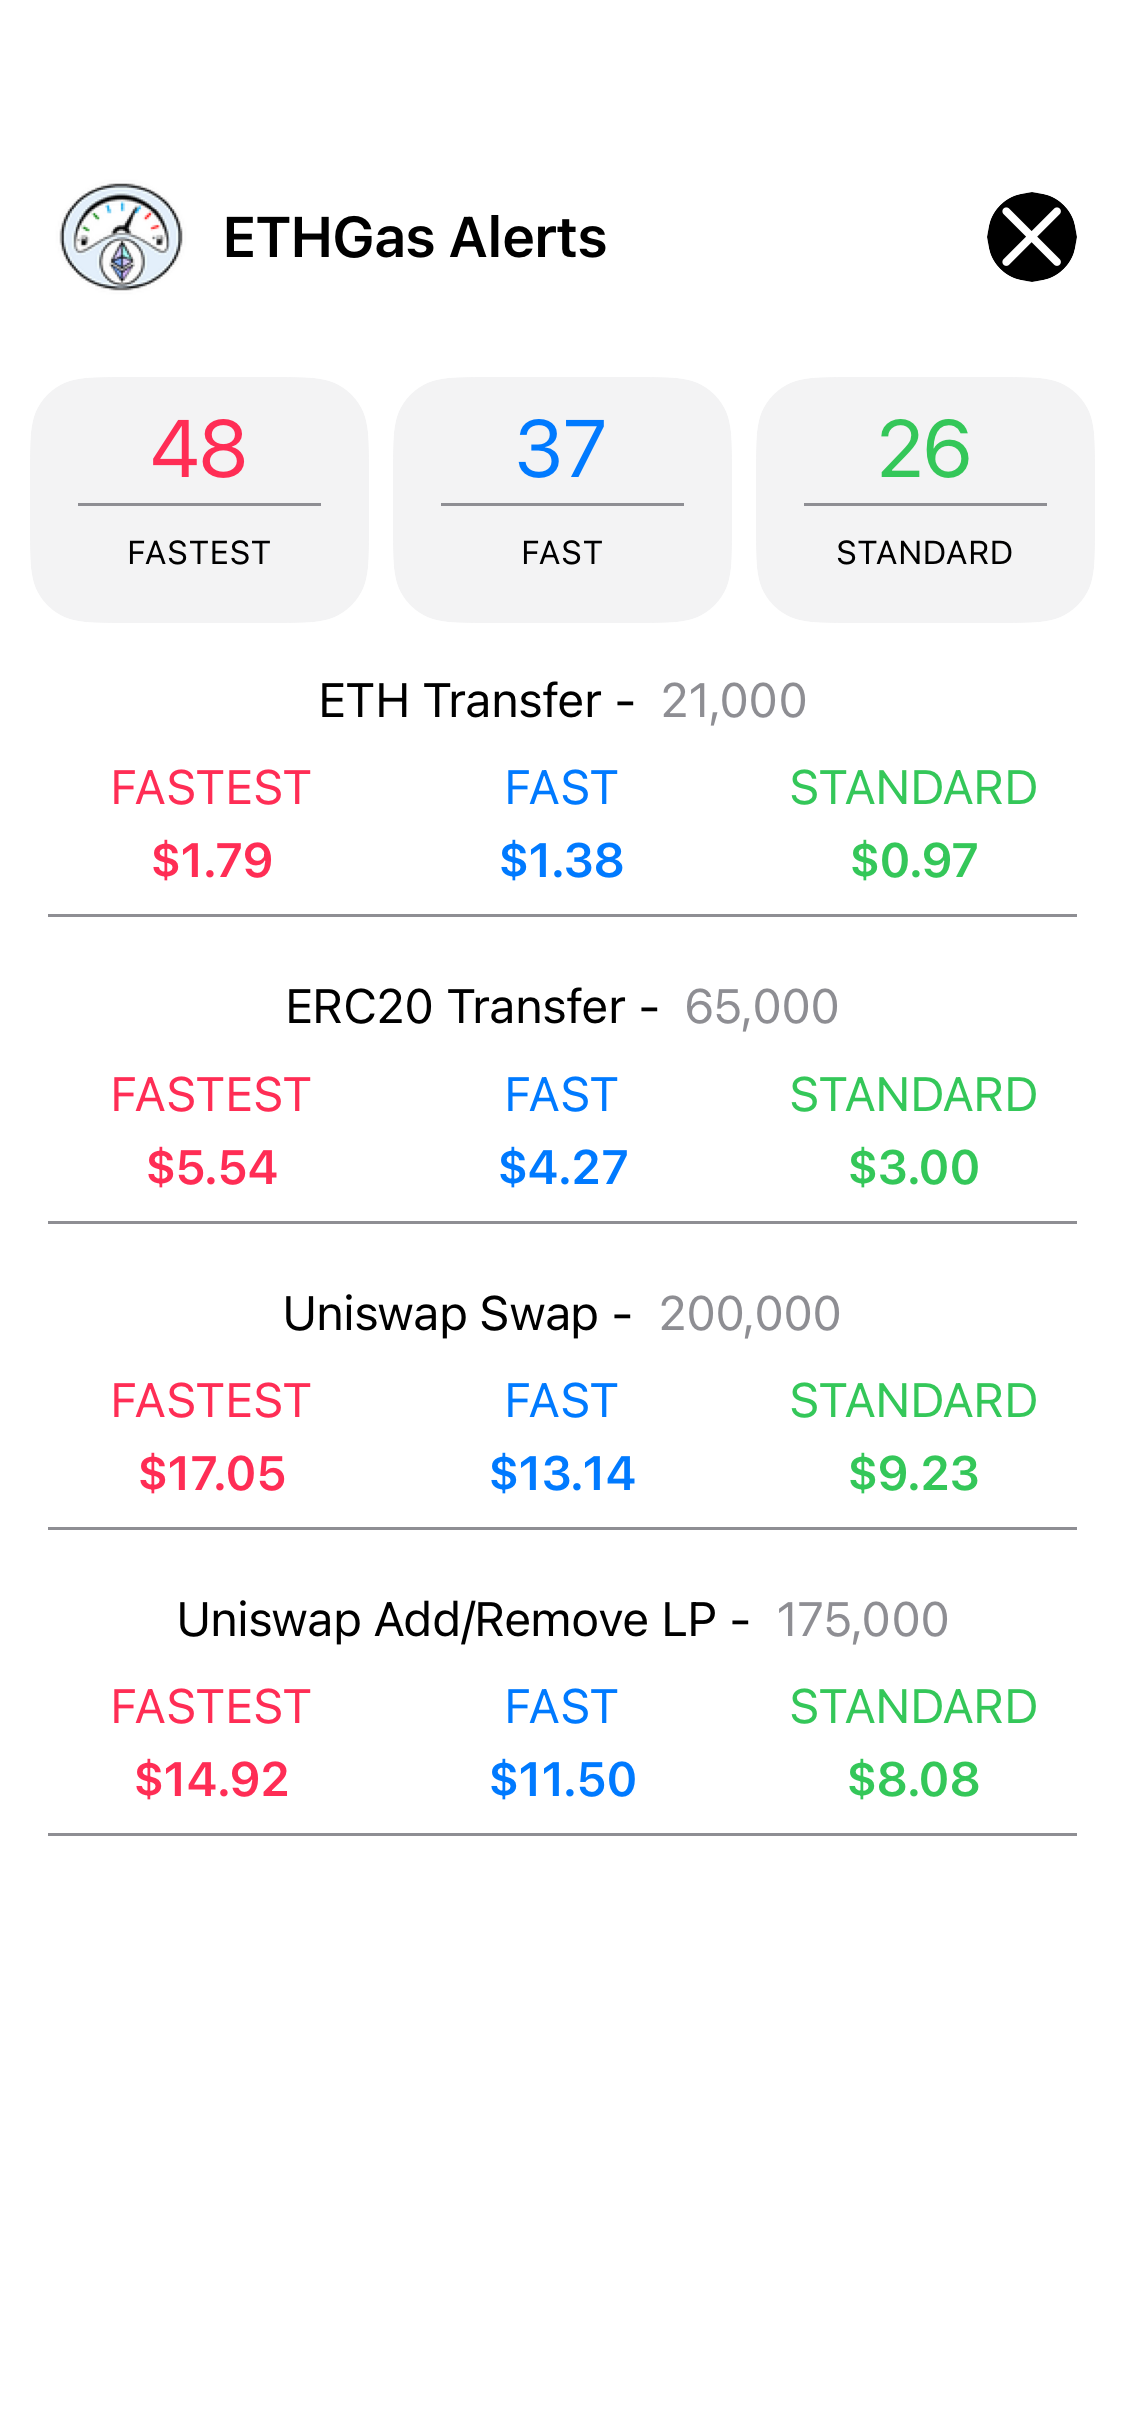 ETHGas Alerts
48 37 26
FASTEST FAST STANDARD
ETH Transfer - 21,000
FASTEST FAST STANDARD
$1.79 $1.38 $0.97
ERC20 Transfer - 65,000
FASTEST FAST STANDARD
$5.54 $4.27 $3.00
Uniswap Swap - 200,000
FASTEST FAST STANDARD
$17.05 $13.14 $9.23
Uniswap Add/Remove LP - 175,000
FASTEST FAST STANDARD
$14.92 $11.50 $8.08